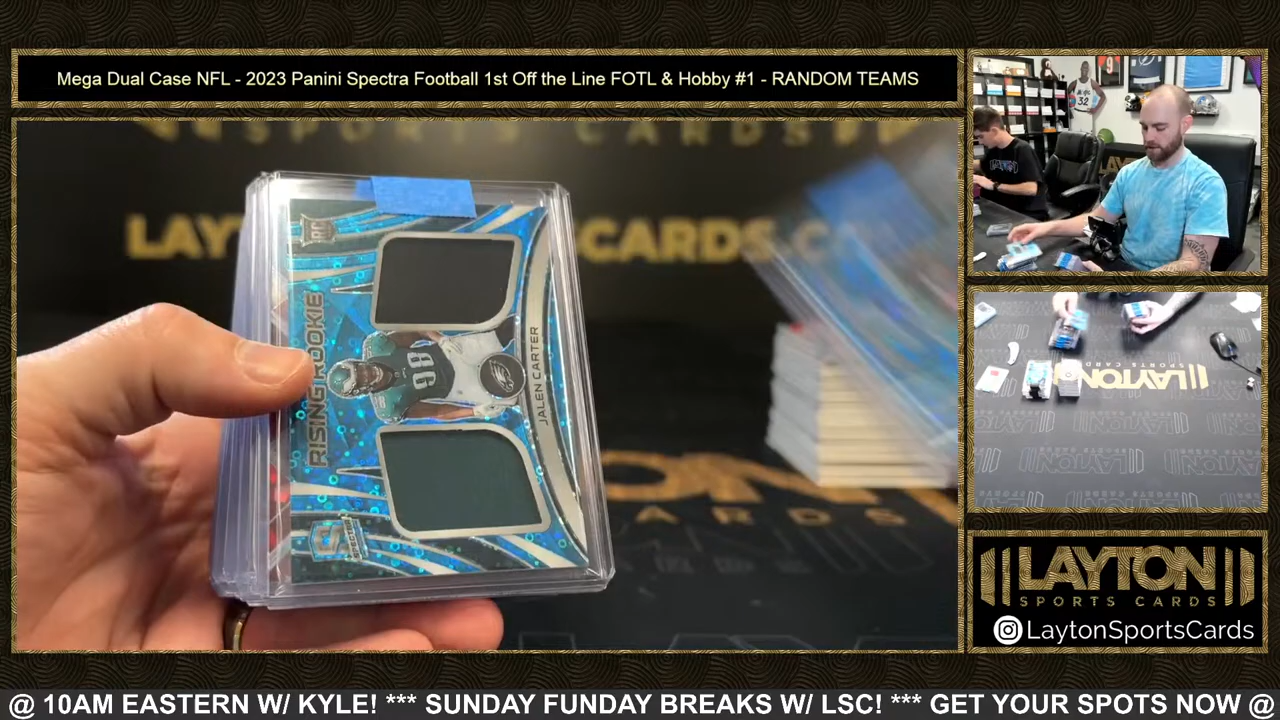 Mega Dual Case NFL - 2023 Panini Spectra Football 1st Off the Line FOTL & Hobby #1 - RANDOM TEAMS
RISING ROOKIE
RC
JALEN CARTER
98
SPECTRA
LAYTON
LAYTON
SPORTS CARDS
LaytonSportsCards
@ 10AM EASTERN W/ KYLE! *** SUNDAY FUNDAY BREAKS W/ LSC! *** GET YOUR SPOTS NOW @